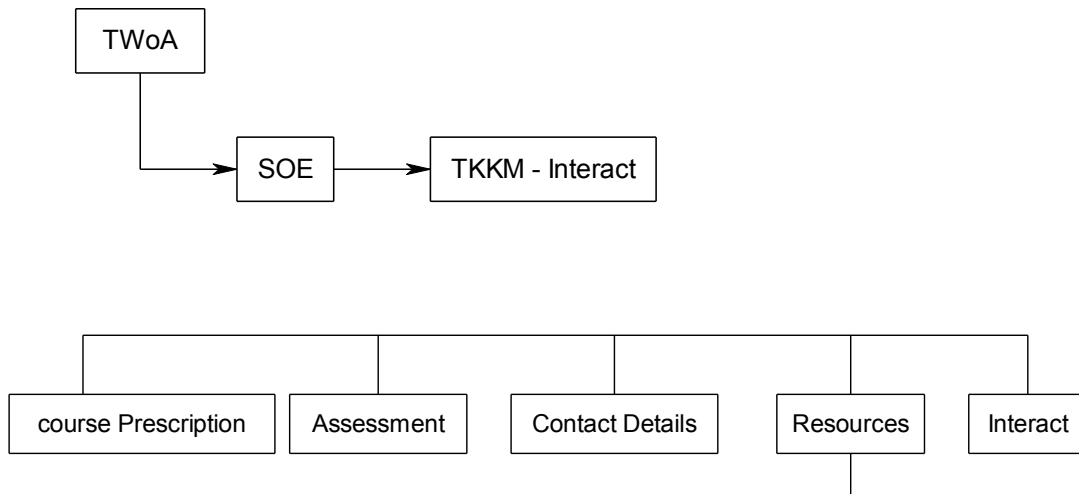 TWoA
SOE
TKKM - Interact
course Prescription
Assessment
Contact Details
Resources
Interact